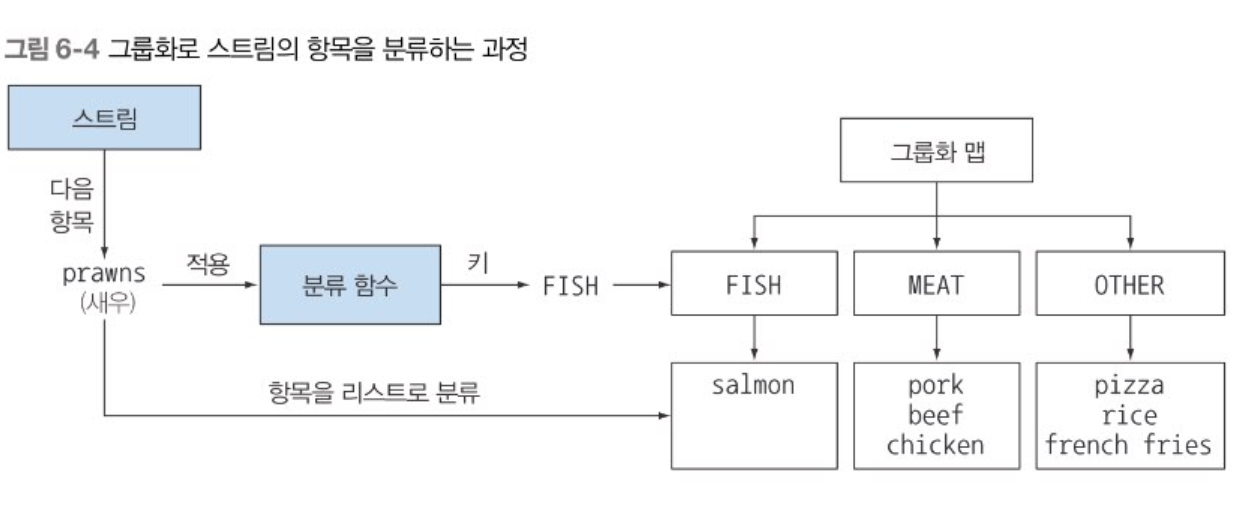 그림 6-4 그룹화로 스트림의 항목을 분류하는 과정
스트림
다음
항목
prawns
(새우)
적용
분류 함수
키
FISH
그룹화 맵
FISH
MEAT
OTHER
항목을 리스트로 분류
salmon
pork
beef
chicken
pizza
rice
french fries